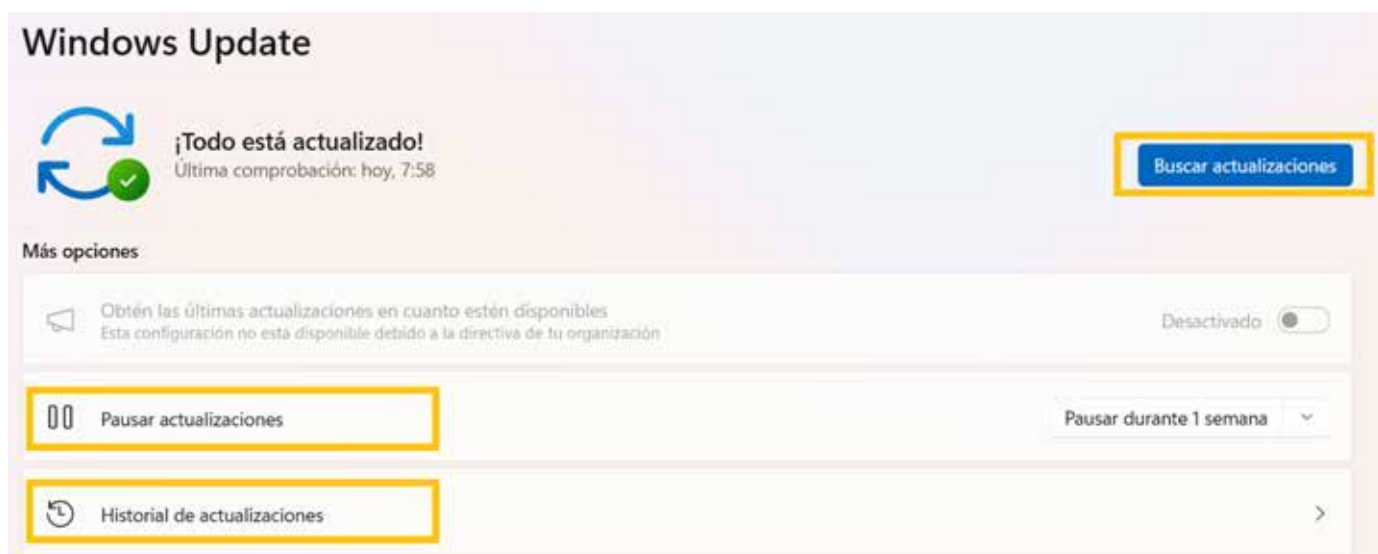 Windows Update
¡Todo está actualizado!
Última comprobación: hoy, 7:58
Buscar actualizaciones
Más opciones
Obtén las últimas actualizaciones en cuanto estén disponibles
Esta configuración no está disponible debido a la directiva de tu organización
Desactivado
Pausar actualizaciones
Pausar durante 1 semana
Historial de actualizaciones